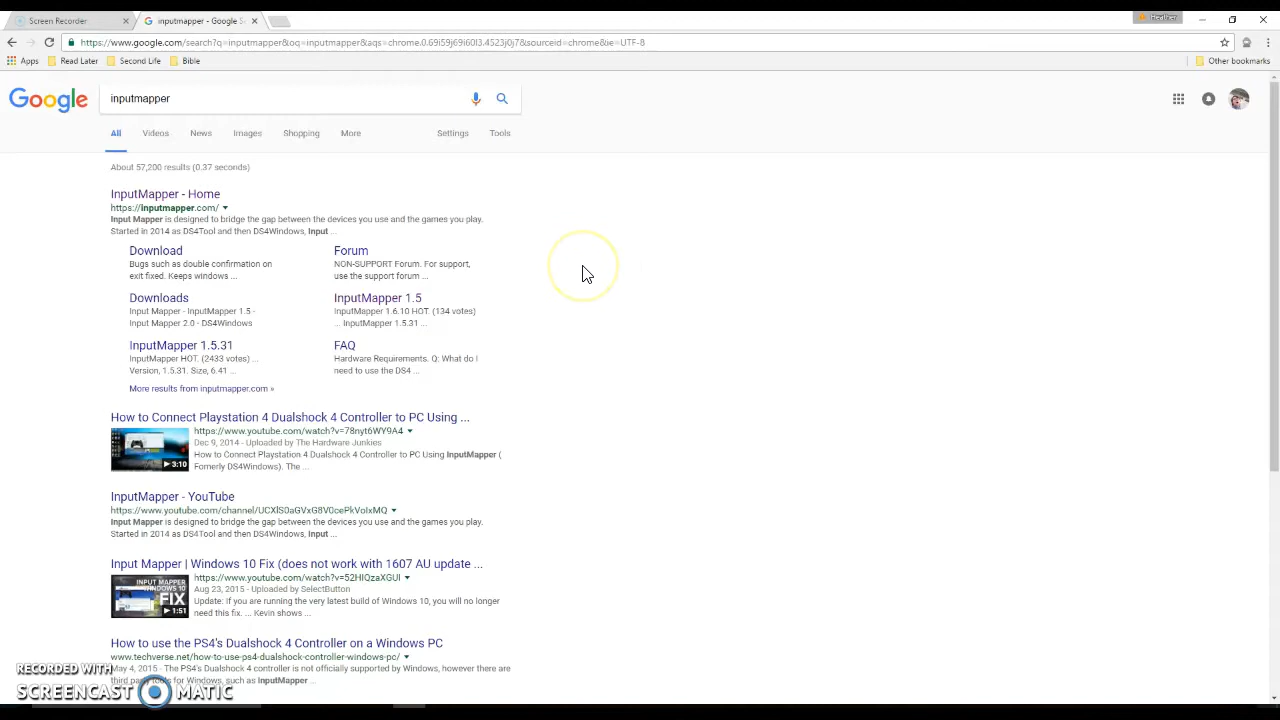 Screen Recorder
inputmapper - Google S
Heather
https://www.google.com/search?q=inputmapper&oq=inputmapper&aqs=chrome.0.69i59j69i60l3.4523j0j7&sourceid=chrome&ie=UTF-8
Apps Read Later Second Life Bible Other bookmarks
Google inputmapper
All Videos News Images Shopping More Settings Tools
About 57,200 results (0.37 seconds)
InputMapper - Home
https://inputmapper.com/
Input Mapper is designed to bridge the gap between the devices you use and the games you play.
Started in 2014 as DS4Tool and then DS4Windows, Input ...
Download
Bugs such as double confirmation on
exit fixed. Keeps windows ...
Forum
NON-SUPPORT Forum. For support,
use the support forum ...
Downloads
Input Mapper - InputMapper 1.5 -
Input Mapper 2.0 - DS4Windows
InputMapper 1.5
InputMapper 1.6.10 HOT. (134 votes)
... InputMapper 1.5.31 ...
InputMapper 1.5.31
InputMapper HOT. (2433 votes) ...
Version, 1.5.31. Size, 6.41 ...
FAQ
Hardware Requirements. Q: What do I
need to use the DS4 ...
More results from inputmapper.com »
How to Connect Playstation 4 Dualshock 4 Controller to PC Using ...
https://www.youtube.com/watch?v=78nyt6WY9A4
Dec 9, 2014 - Uploaded by The Hardware Junkies
How to Connect Playstation 4 Dualshock 4 Controller to PC Using InputMapper (
Fomerly DS4Windows). The ...
3:10
InputMapper - YouTube
https://www.youtube.com/channel/UCXlS0aGVxG8V0cePkVoIxMQ
Input Mapper is designed to bridge the gap between the devices you use and the games you play.
Started in 2014 as DS4Tool and then DS4Windows, Input ...
Input Mapper | Windows 10 Fix (does not work with 1607 AU update ...
https://www.youtube.com/watch?v=52HIQzaXGUI
Aug 23, 2015 - Uploaded by SelectButton
Update: If you are running the very latest build of Windows 10, you will no longer
need this fix. ... Kevin shows ...
INPUT MAPPER
WINDOWS 10
FIX
1:51
How to use the PS4's Dualshock 4 Controller on a Windows PC
www.techverse.net/how-to-use-ps4-dualshock-controller-windows-pc/
May 4, 2015 - The PS4's Dualshock 4 controller is not officially supported by Windows, however there are
third party tools for Windows, such as InputMapper ...
RECORDED WITH
SCREENCAST MATIC